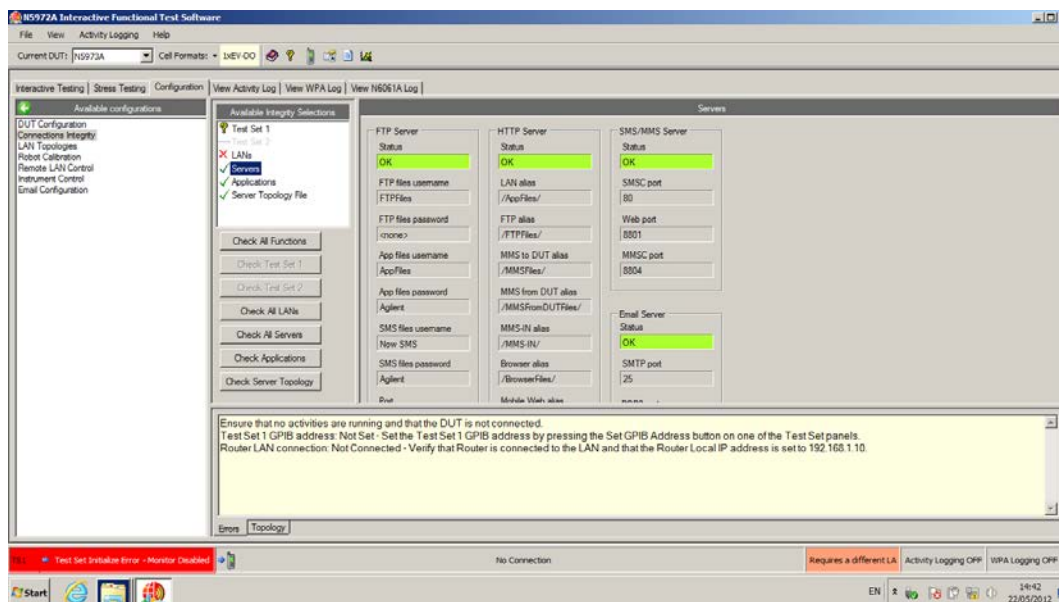 N5972A Interactive Functional Test Software
File View Activity Logging Help
Current DUT: N5973A Cell Formats: - 1xEV-DO
Interactive Testing Stress Testing Configuration View Activity Log View WPA Log View N6061A Log
Available configurations
DUT Configuration
Connections Integrity
LAN Topologies
Robot Calibration
Remote LAN Control
Instrument Control
Email Configuration
Available Integrity Selections
Test Set 1
Test Set 2
LANs
Servers
Applications
Server Topology File
Check All Functions
Check Test Set 1
Check Test Set 2
Check All LANs
Check All Servers
Check Applications
Check Server Topology
Servers
FTP Server
Status
OK
FTP files username
FTPFiles
FTP files password
<none>
App files username
AppFiles
App files password
Agilent
SMS files username
Now SMS
SMS files password
Agilent
Port
HTTP Server
Status
OK
LAN alias
/AppFiles/
FTP alias
/FTPFiles/
MMS to DUT alias
/MMSFiles/
MMS from DUT alias
/MMSFromDUTFiles/
MMS-IN alias
/MMS-IN/
Browser alias
/BrowserFiles/
Mobile Web alias
SMS/MMS Server
Status
OK
SMSC port
80
Web port
8801
MMSC port
8804
Email Server
Status
OK
SMTP port
25
Ensure that no activities are running and that the DUT is not connected.
Test Set 1 GPIB address: Not Set - Set the Test Set 1 GPIB address by pressing the Set GPIB Address button on one of the Test Set panels.
Router LAN connection: Not Connected - Verify that Router is connected to the LAN and that the Router Local IP address is set to 192.168.1.10.
Errors Topology
Test Set Initialize Error - Monitor Disabled
No Connection
Requires a different LA
Activity Logging OFF
WPA Logging OFF
Start
EN
14:42
22/05/2012